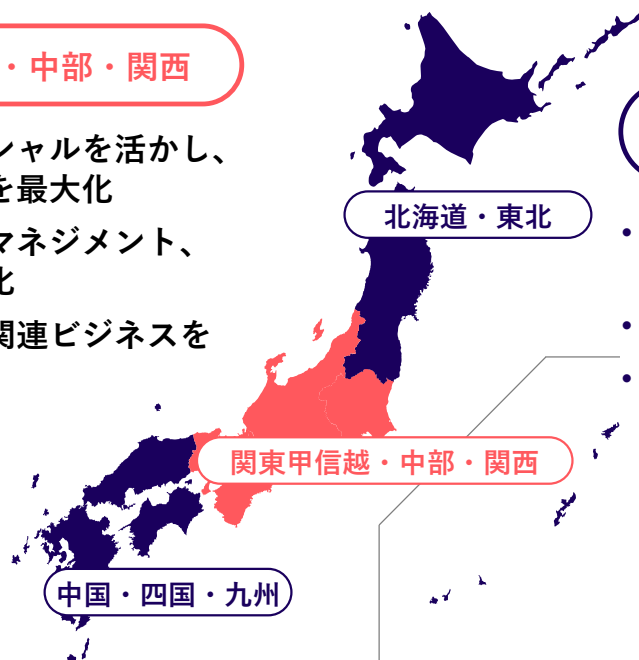 ・中部・関西
シャルを活かし、
を最大化
マネジメント、
化
関連ビジネスを
北海道・東北
関東甲信越・中部・関西
中国・四国・九州